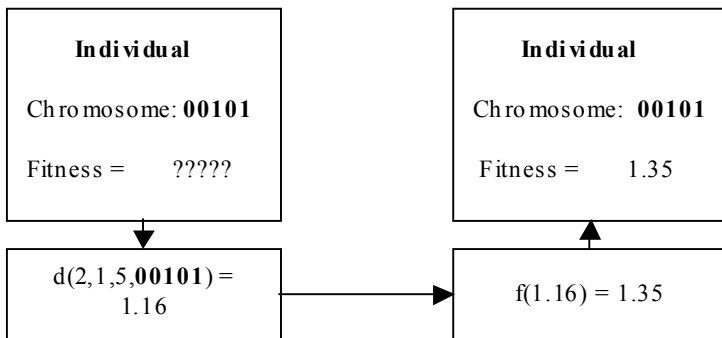 Individual
Chromosome: 00101
Fitness = ?????
d(2,1,5,00101) =
1.16
Individual
Chromosome: 00101
Fitness = 1.35
f(1.16) = 1.35